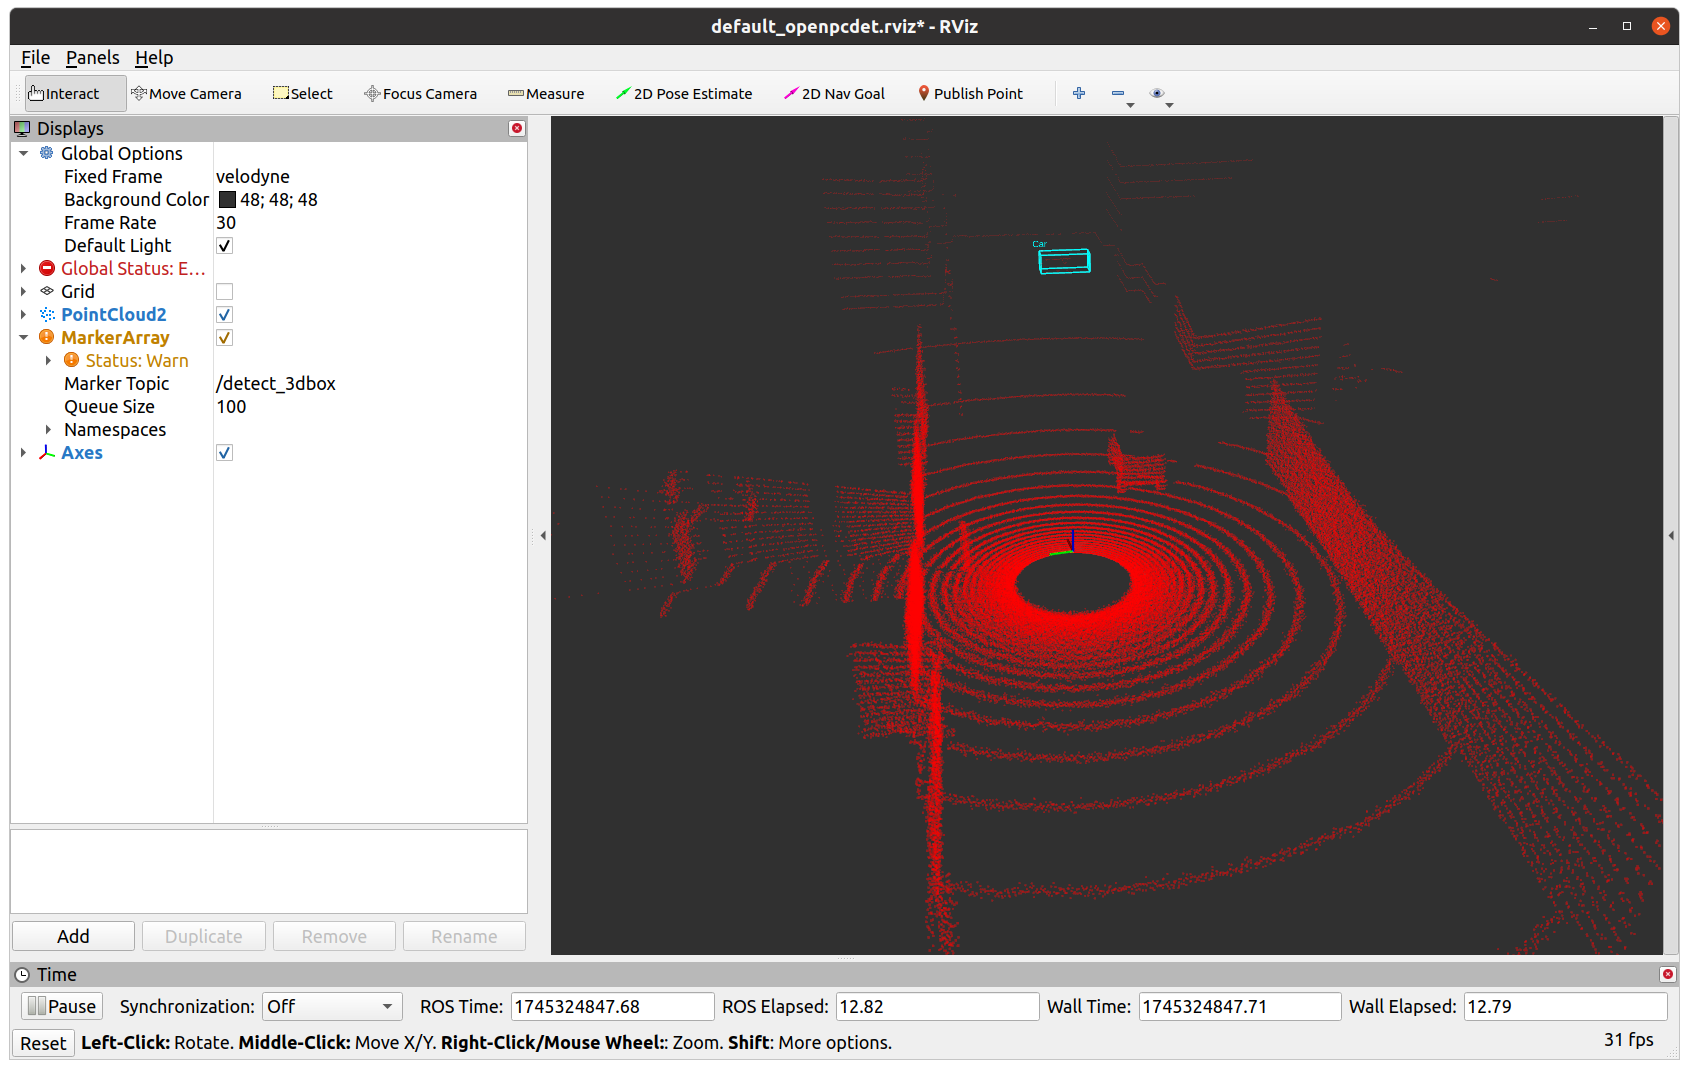 default_openpcdet.rviz* - RViz
File Panels Help
Interact Move Camera Select Focus Camera Measure 2D Pose Estimate 2D Nav Goal Publish Point
Displays
Global Options
Fixed Frame velodyne
Background Color 48; 48; 48
Frame Rate 30
Default Light
Global Status: E…
Grid
PointCloud2
MarkerArray
Status: Warn
Marker Topic /detect_3dbox
Queue Size 100
Namespaces
Axes
Car
Add Duplicate Remove Rename
Time
Pause Synchronization: Off ROS Time: 1745324847.68 ROS Elapsed: 12.82 Wall Time: 1745324847.71 Wall Elapsed: 12.79
Reset Left-Click: Rotate. Middle-Click: Move X/Y. Right-Click/Mouse Wheel:: Zoom. Shift: More options. 31 fps